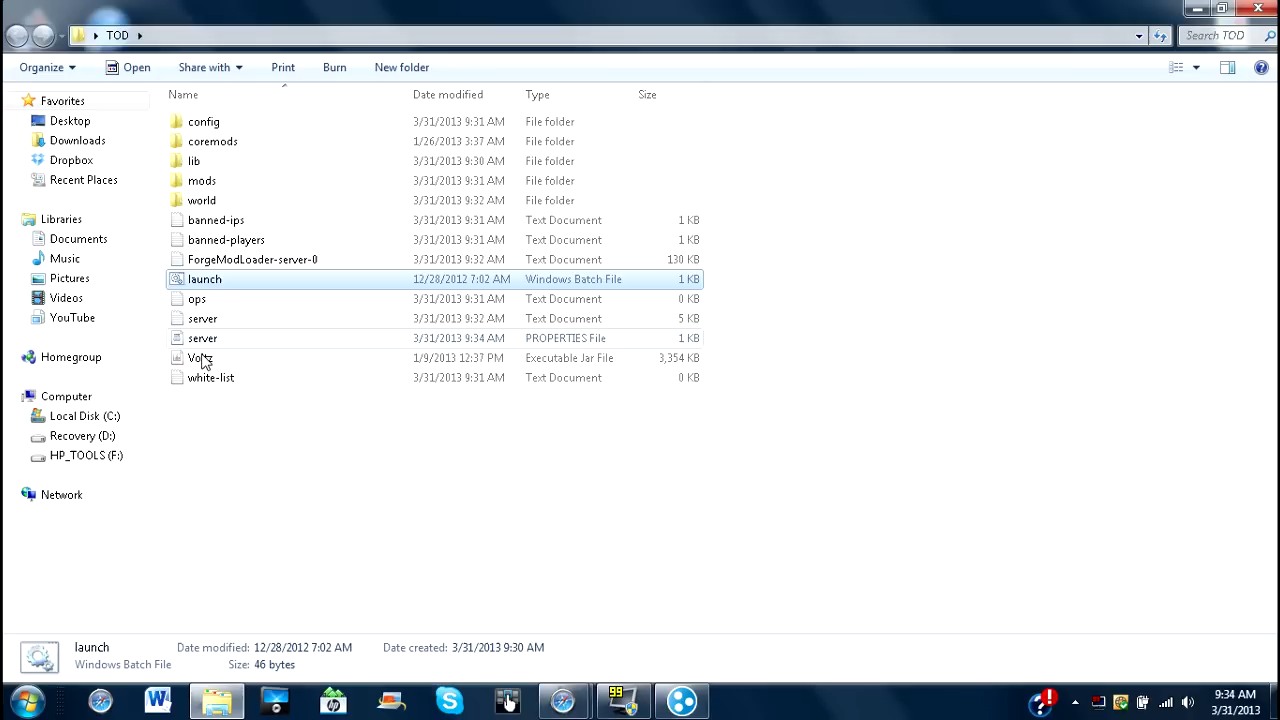 TOD
Search TOD
Organize Open Share with Print Burn New folder
Name Date modified Type Size
Favorites
Desktop
Downloads
Dropbox
Recent Places
Libraries
Documents
Music
Pictures
Videos
YouTube
Homegroup
Computer
Local Disk (C:)
Recovery (D:)
HP_TOOLS (F:)
Network
config 3/31/2013 9:31 AM File folder
coremods 1/26/2013 3:37 AM File folder
lib 3/31/2013 9:30 AM File folder
mods 3/31/2013 9:31 AM File folder
world 3/31/2013 9:32 AM File folder
banned-ips 3/31/2013 9:31 AM Text Document 1 KB
banned-players 3/31/2013 9:31 AM Text Document 1 KB
ForgeModLoader-server-0 3/31/2013 9:32 AM Text Document 130 KB
launch 12/28/2012 7:02 AM Windows Batch File 1 KB
ops 3/31/2013 9:31 AM Text Document 0 KB
server 3/31/2013 9:32 AM Text Document 5 KB
server 3/31/2013 9:34 AM PROPERTIES File 1 KB
1/9/2013 12:37 PM Executable Jar File 3,354 KB
white-list 3/31/2013 9:31 AM Text Document 0 KB
launch Date modified: 12/28/2012 7:02 AM Date created: 3/31/2013 9:30 AM
Windows Batch File Size: 46 bytes
99
9:34 AM
3/31/2013